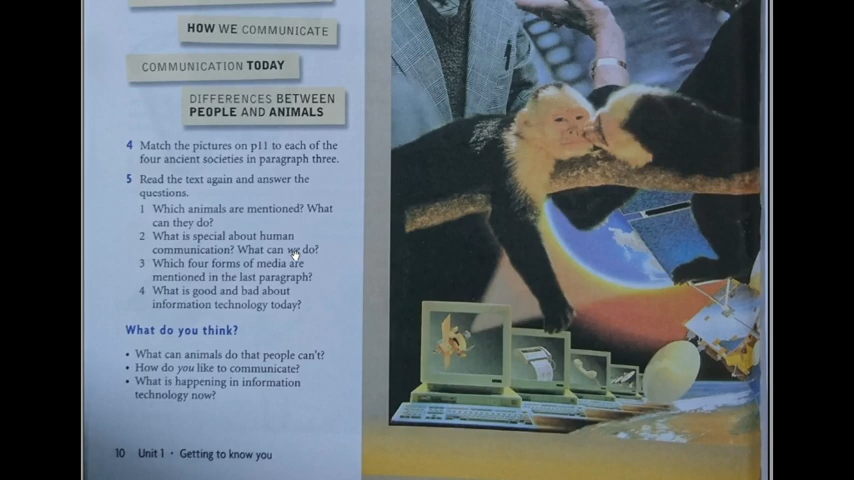 HOW WE COMMUNICATE
COMMUNICATION TODAY
DIFFERENCES BETWEEN
PEOPLE AND ANIMALS
4 Match the pictures on p11 to each of the
four ancient societies in paragraph three.
5 Read the text again and answer the
questions.
1 Which animals are mentioned? What
can they do?
2 What is special about human
communication? What can we do?
3 Which four forms of media are
mentioned in the last paragraph?
4 What is good and bad about
information technology today?
What do you think?
• What can animals do that people can't?
• How do you like to communicate?
• What is happening in information
technology now?
10 Unit 1 · Getting to know you